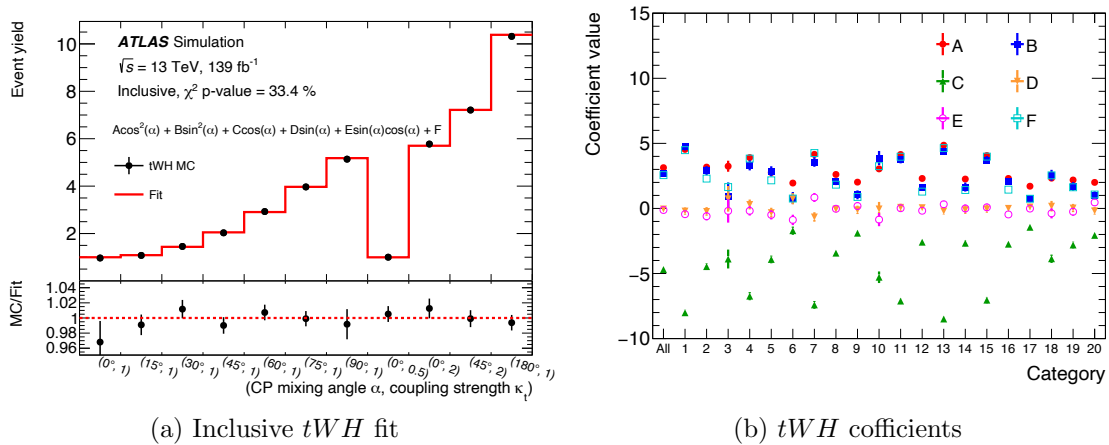 Event yield
10
8
6
4
2
ATLAS Simulation
√s = 13 TeV, 139 fb⁻¹
Inclusive, χ² p-value = 33.4 %
Acos²(α) + Bsin²(α) + Ccos(α) + Dsin(α) + Esin(α)cos(α) + F
tWH MC
Fit
MC/Fit
1.04
1.02
1
0.98
0.96
(0°, 1)
(15°, 1)
(30°, 1)
(45°, 1)
(60°, 1)
(75°, 1)
(90°, 1)
(0°, 0.5)
(0°, 2)
(45°, 2)
(180°, 1)
(CP mixing angle α, coupling strength κt)
(a) Inclusive tWH fit
Coefficient value
15
10
5
0
−5
−10
A
B
C
D
E
F
All 1 2 3 4 5 6 7 8 9 10 11 12 13 14 15 16 17 18 19 20
Category
(b) tWH cofficients